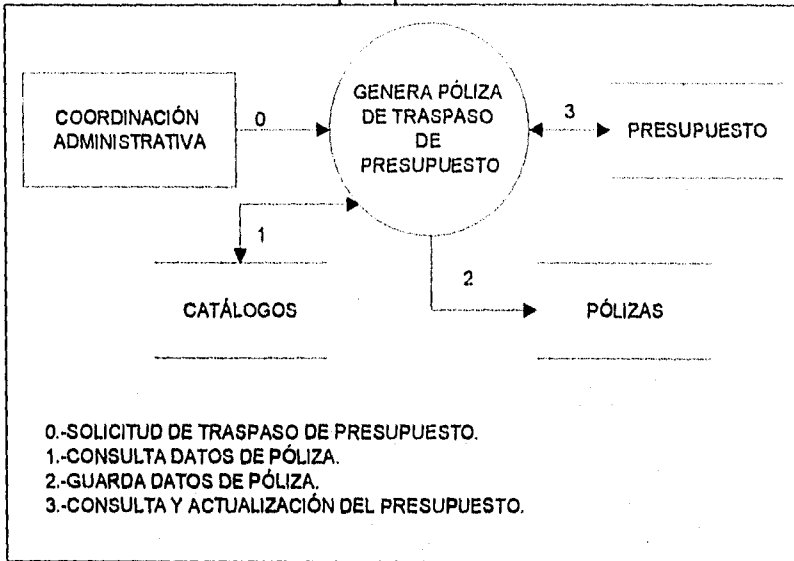 COORDINACIÓN
ADMINISTRATIVA
0
GENERA PÓLIZA
DE TRASPASO
DE
PRESUPUESTO
3
PRESUPUESTO
1
CATÁLOGOS
2
PÓLIZAS
0.-SOLICITUD DE TRASPASO DE PRESUPUESTO.
1.-CONSULTA DATOS DE PÓLIZA.
2.-GUARDA DATOS DE PÓLIZA.
3.-CONSULTA Y ACTUALIZACIÓN DEL PRESUPUESTO.